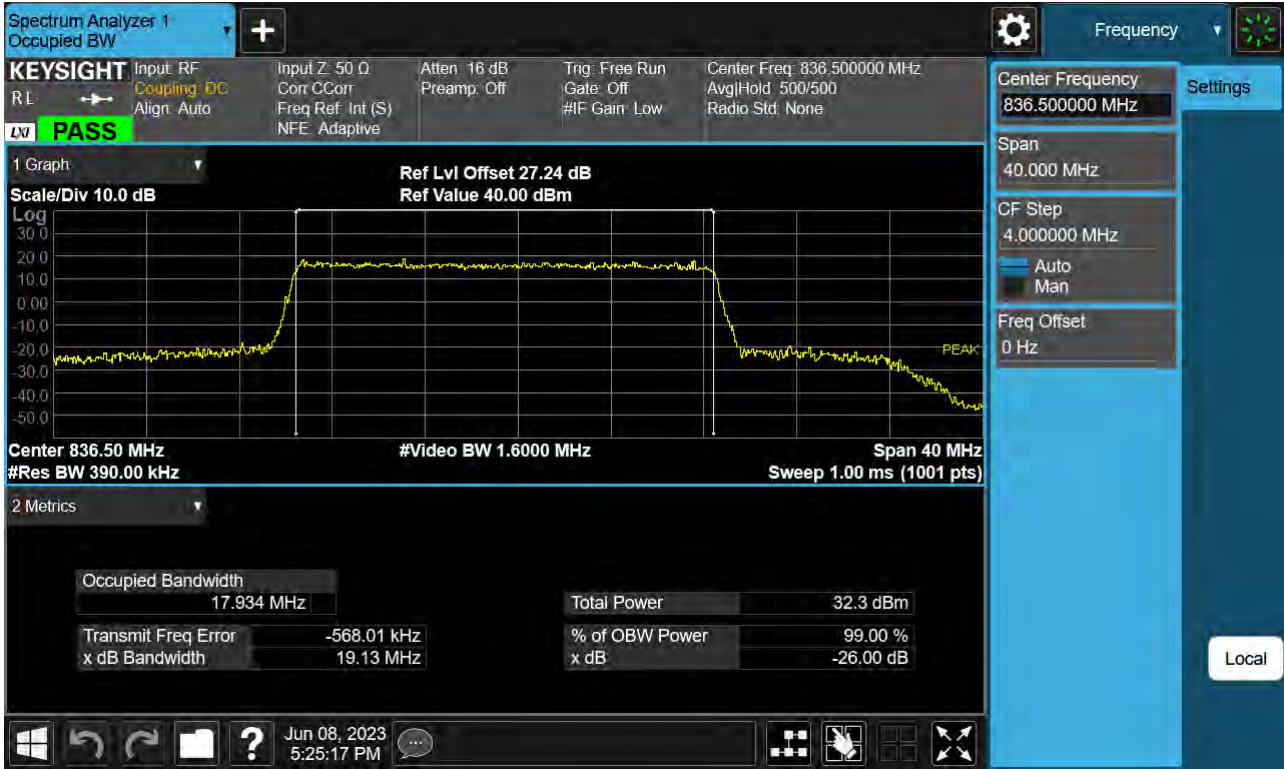 Spectrum Analyzer 1
Occupied BW
+
Frequency
KEYSIGHT
R L
LXI
PASS
Input: RF
Coupling: DC
Align: Auto
Input Z: 50 Ω
Corr CCorr
Freq Ref: Int (S)
NFE: Adaptive
Atten: 16 dB
Preamp: Off
Trig: Free Run
Gate: Off
#IF Gain: Low
Center Freq: 836.500000 MHz
Avg|Hold: 500/500
Radio Std: None
Center Frequency
836.500000 MHz
Settings
Span
40.000 MHz
CF Step
4.000000 MHz
Auto
Man
Freq Offset
0 Hz
Local
1 Graph
Scale/Div 10.0 dB
Ref Lvl Offset 27.24 dB
Ref Value 40.00 dBm
Log
30.0
20.0
10.0
0.00
-10.0
-20.0
-30.0
-40.0
-50.0
PEAK
Center 836.50 MHz
#Video BW 1.6000 MHz
Span 40 MHz
#Res BW 390.00 kHz
Sweep 1.00 ms (1001 pts)
2 Metrics
Occupied Bandwidth
17.934 MHz
Total Power 32.3 dBm
Transmit Freq Error -568.01 kHz
% of OBW Power 99.00 %
x dB Bandwidth 19.13 MHz
x dB -26.00 dB
?
Jun 08, 2023
5:25:17 PM